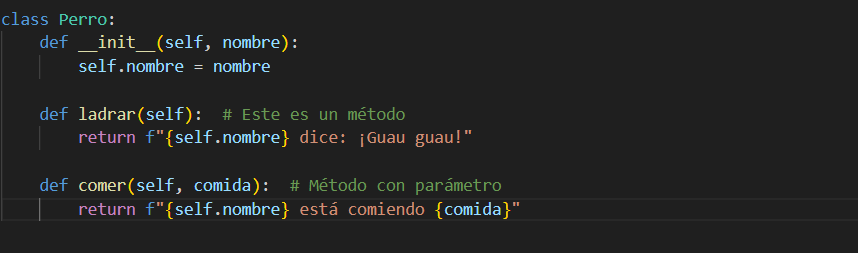 class Perro:
    def __init__(self, nombre):
        self.nombre = nombre

    def ladrar(self):  # Este es un método
        return f"{self.nombre} dice: ¡Guau guau!"

    def comer(self, comida):  # Método con parámetro
        return f"{self.nombre} está comiendo {comida}"